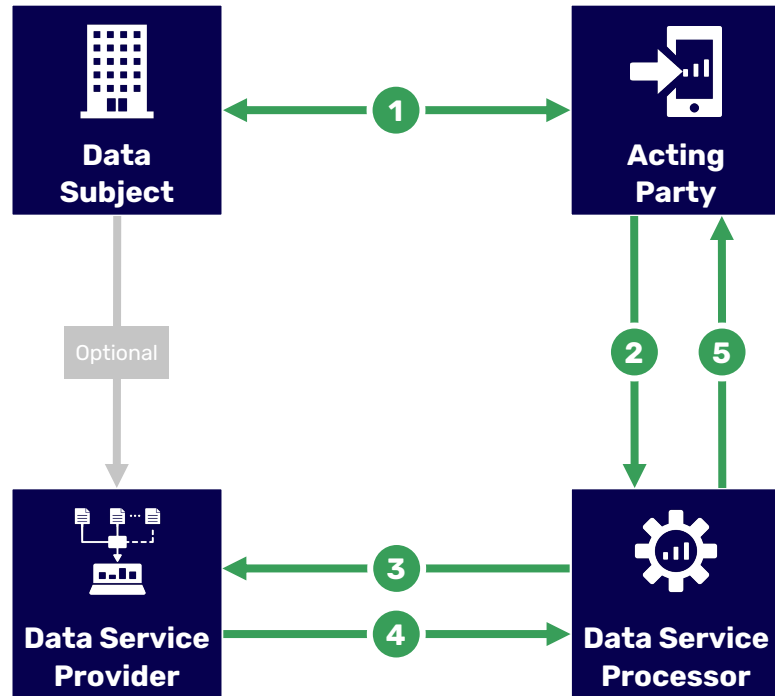 1
Data
Subject
Acting
Party
Optional
2
5
3
4
Data Service
Provider
Data Service
Processor